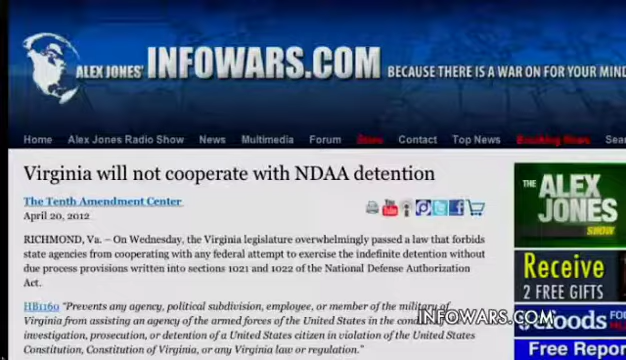 ALEX JONES' INFOWARS.COM BECAUSE THERE IS A WAR ON FOR YOUR MIND
Home Alex Jones Radio Show News Multimedia Forum Store Contact Top News Breaking News Sear
Virginia will not cooperate with NDAA detention
The Tenth Amendment Center
April 20, 2012
RICHMOND, Va. – On Wednesday, the Virginia legislature overwhelmingly passed a law that forbids
state agencies from cooperating with any federal attempt to exercise the indefinite detention without
due process provisions written into sections 1021 and 1022 of the National Defense Authorization
Act.
HB1160 “Prevents any agency, political subdivision, employee, or member of the military of
Virginia from assisting an agency of the armed forces of the United States in the
investigation, prosecution, or detention of a United States citizen in violation of the United States
Constitution, Constitution of Virginia, or any Virginia law or regulation.”
INFOWARS.COM
THE
ALEX
JONES
SHOW
Receive
2 FREE GIFTS
Free Repor